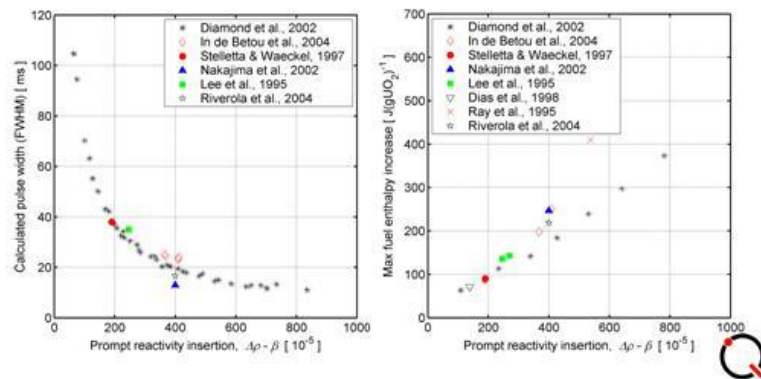 Diamond et al., 2002
In de Betou et al., 2004
Stelletta & Waeckel, 1997
Nakajima et al., 2002
Lee et al., 1995
Riverola et al., 2004
120
100
80
60
40
20
0
Calculated pulse width (FWHM) [ ms ]
0 200 400 600 800 1000
Prompt reactivity insertion, Δρ - β [ 10⁻⁵ ]
Diamond et al., 2002
In de Betou et al., 2004
Stelletta & Waeckel, 1997
Nakajima et al., 2002
Lee et al., 1995
Dias et al., 1998
Ray et al., 1995
Riverola et al., 2004
700
600
500
400
300
200
100
0
Max fuel enthalpy increase [ J(gUO₂)⁻¹ ]
0 200 400 600 800 1000
Prompt reactivity insertion, Δρ - β [ 10⁻⁵ ]
Q